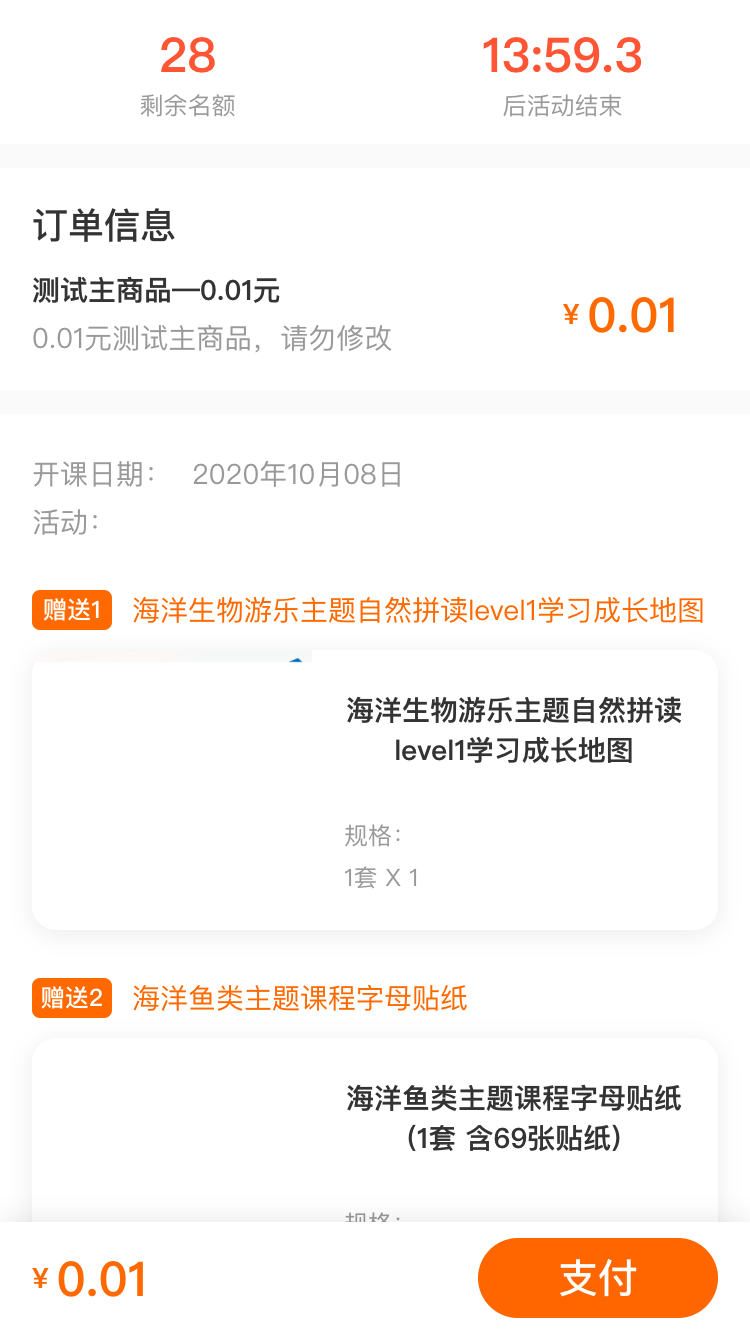 28
13:59.3
剩余名额
后活动结束
订单信息
测试主商品—0.01元
0.01元测试主商品，请勿修改
¥ 0.01
开课日期： 2020年10月08日
活动：
赠送1 海洋生物游乐主题自然拼读level1学习成长地图
海洋生物游乐主题自然拼读
level1学习成长地图
规格：
1套 X 1
赠送2 海洋鱼类主题课程字母贴纸
海洋鱼类主题课程字母贴纸
(1套 含69张贴纸)
规格：
¥ 0.01
支付